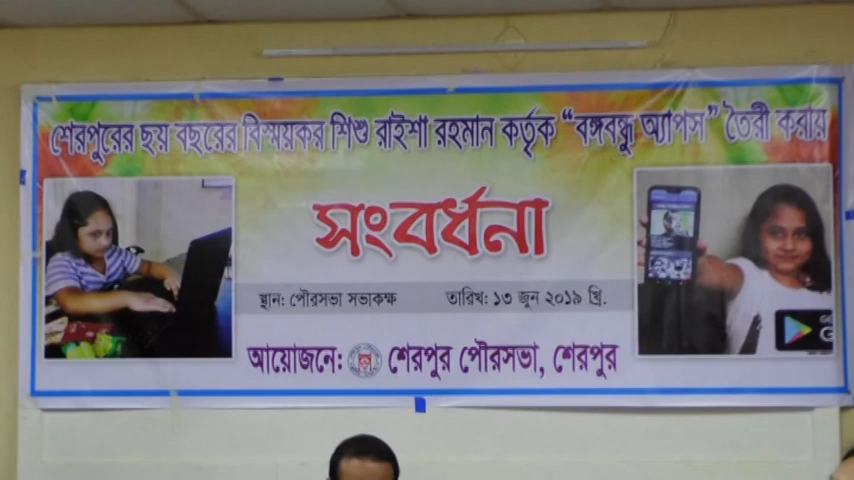 শেরপুরের ছয় বছরের বিস্ময়কর শিশু রাইশা রহমান কর্তৃক “বঙ্গবন্ধু অ্যাপস” তৈরী করায়
সংবর্ধনা
স্থান: পৌরসভা সভাকক্ষ তারিখ: ১৩ জুন ২০১৯ খ্রি.
আয়োজনে: শেরপুর পৌরসভা, শেরপুর